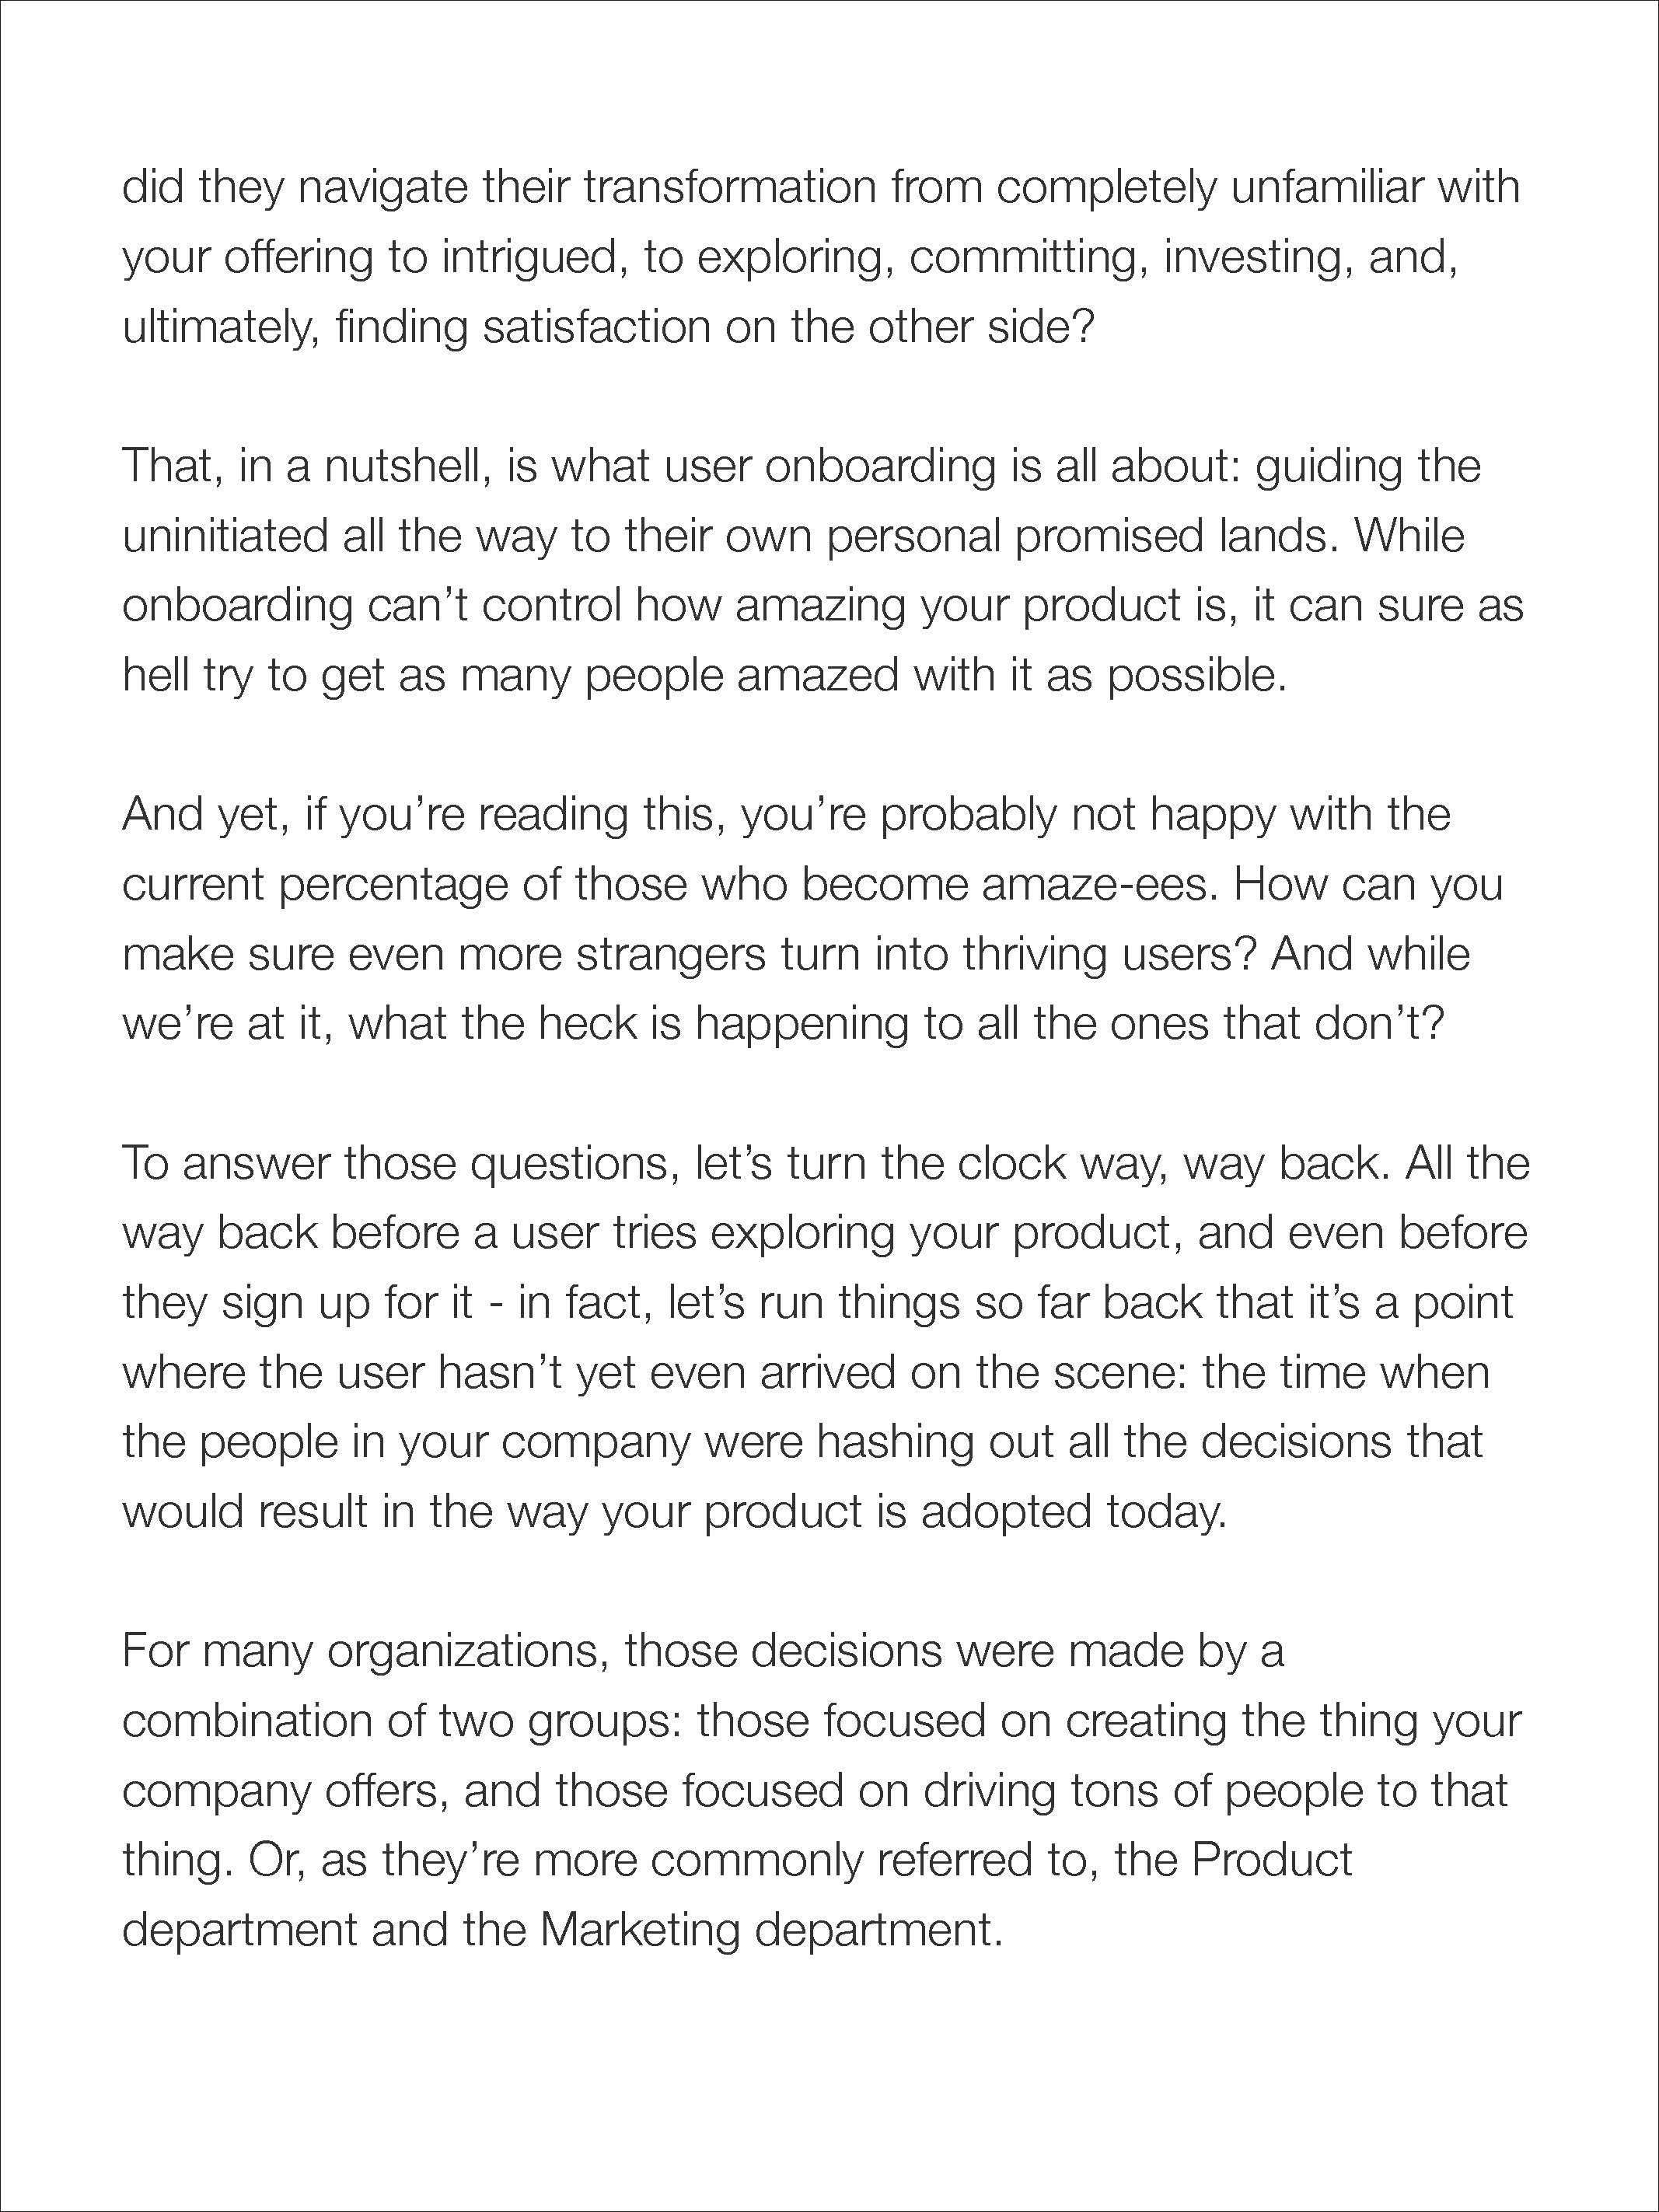 did they navigate their transformation from completely unfamiliar with
your offering to intrigued, to exploring, committing, investing, and,
ultimately, finding satisfaction on the other side?
That, in a nutshell, is what user onboarding is all about: guiding the
uninitiated all the way to their own personal promised lands. While
onboarding can’t control how amazing your product is, it can sure as
hell try to get as many people amazed with it as possible.
And yet, if you’re reading this, you’re probably not happy with the
current percentage of those who become amaze-ees. How can you
make sure even more strangers turn into thriving users? And while
we’re at it, what the heck is happening to all the ones that don’t?
To answer those questions, let’s turn the clock way, way back. All the
way back before a user tries exploring your product, and even before
they sign up for it - in fact, let’s run things so far back that it’s a point
where the user hasn’t yet even arrived on the scene: the time when
the people in your company were hashing out all the decisions that
would result in the way your product is adopted today.
For many organizations, those decisions were made by a
combination of two groups: those focused on creating the thing your
company offers, and those focused on driving tons of people to that
thing. Or, as they’re more commonly referred to, the Product
department and the Marketing department.